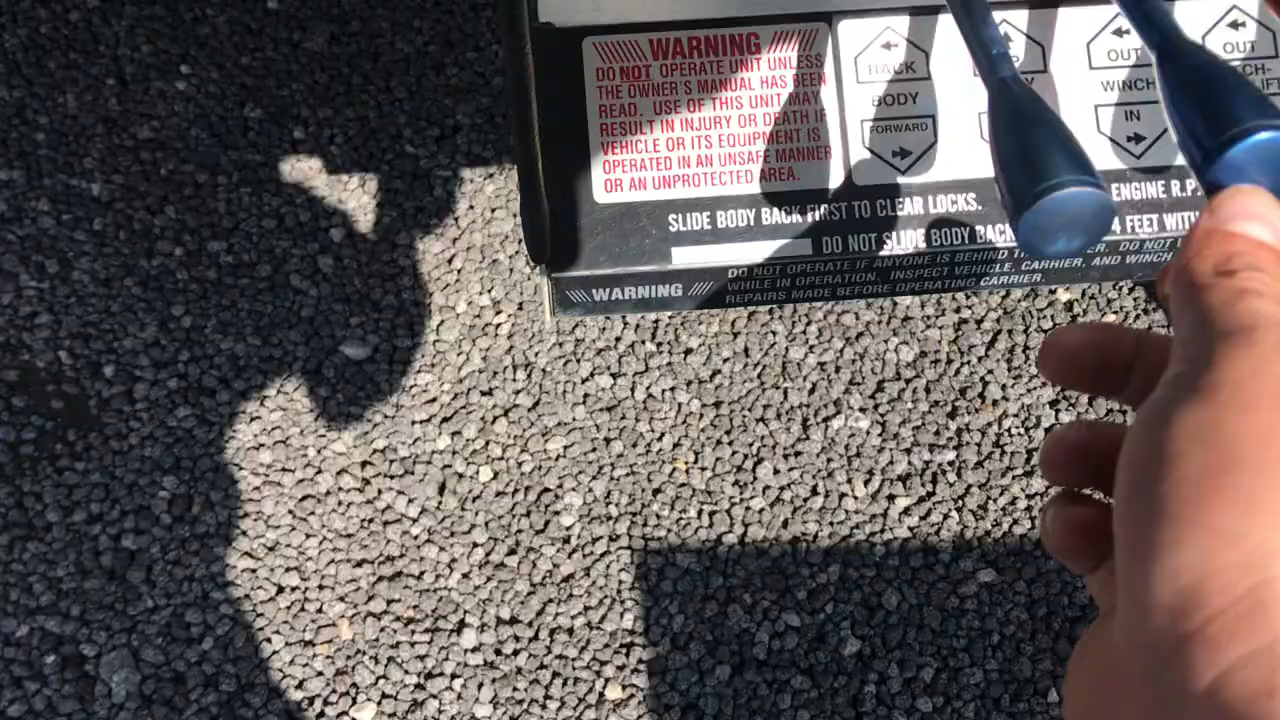 WARNING
DO NOT OPERATE UNIT UNLESS
THE OWNER'S MANUAL HAS BEEN
READ. USE OF THIS UNIT MAY
RESULT IN INJURY OR DEATH IF
VEHICLE OR ITS EQUIPMENT IS
OPERATED IN AN UNSAFE MANNER
OR AN UNPROTECTED AREA.
BACK
BODY
FORWARD
OUT
WINCH
IN
OUT
SLIDE BODY BACK FIRST TO CLEAR LOCKS. ENGINE R.P.
DO NOT SLIDE BODY BACK 4 FEET WITH
WARNING
DO NOT OPERATE IF ANYONE IS BEHIND DO NOT
WHILE IN OPERATION. INSPECT VEHICLE, CARRIER, AND WINCH
REPAIRS MADE BEFORE OPERATING CARRIER.